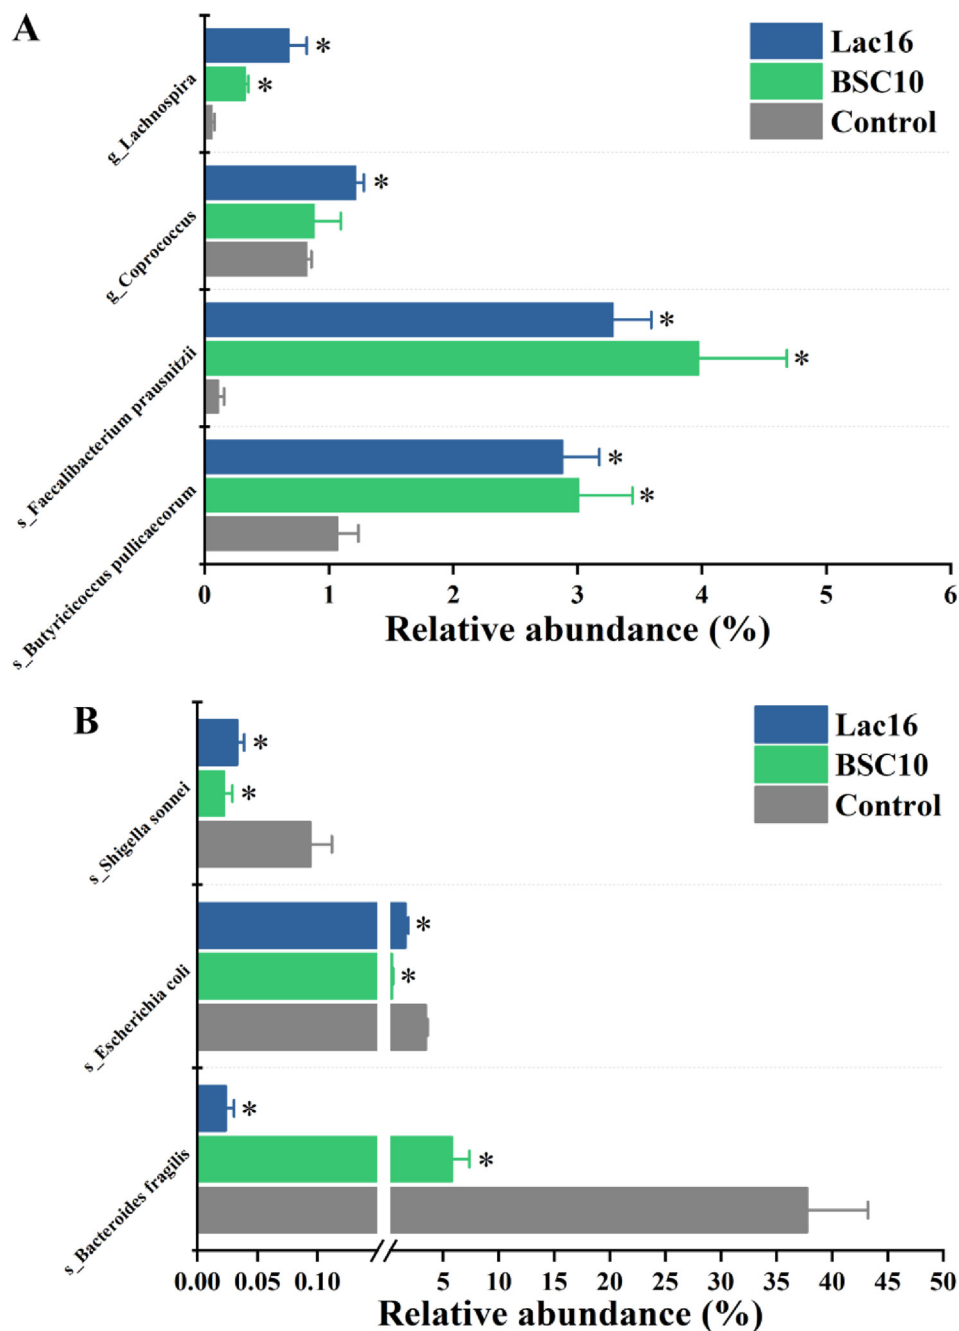 A
Lac16
BSC10
Control
g_Lachnospira
*
*
g_Coprococcus
*
s_Faecalibacterium prausnitzii
*
*
s_Butyricicoccus pullicaecorum
*
*
0 1 2 3 4 5 6
Relative abundance (%)
B
Lac16
BSC10
Control
s_Shigella sonnei
*
*
s_Escherichia coli
*
*
s_Bacteroides fragilis
*
*
0.00 0.05 0.10 5 10 15 20 25 30 35 40 45 50
Relative abundance (%)